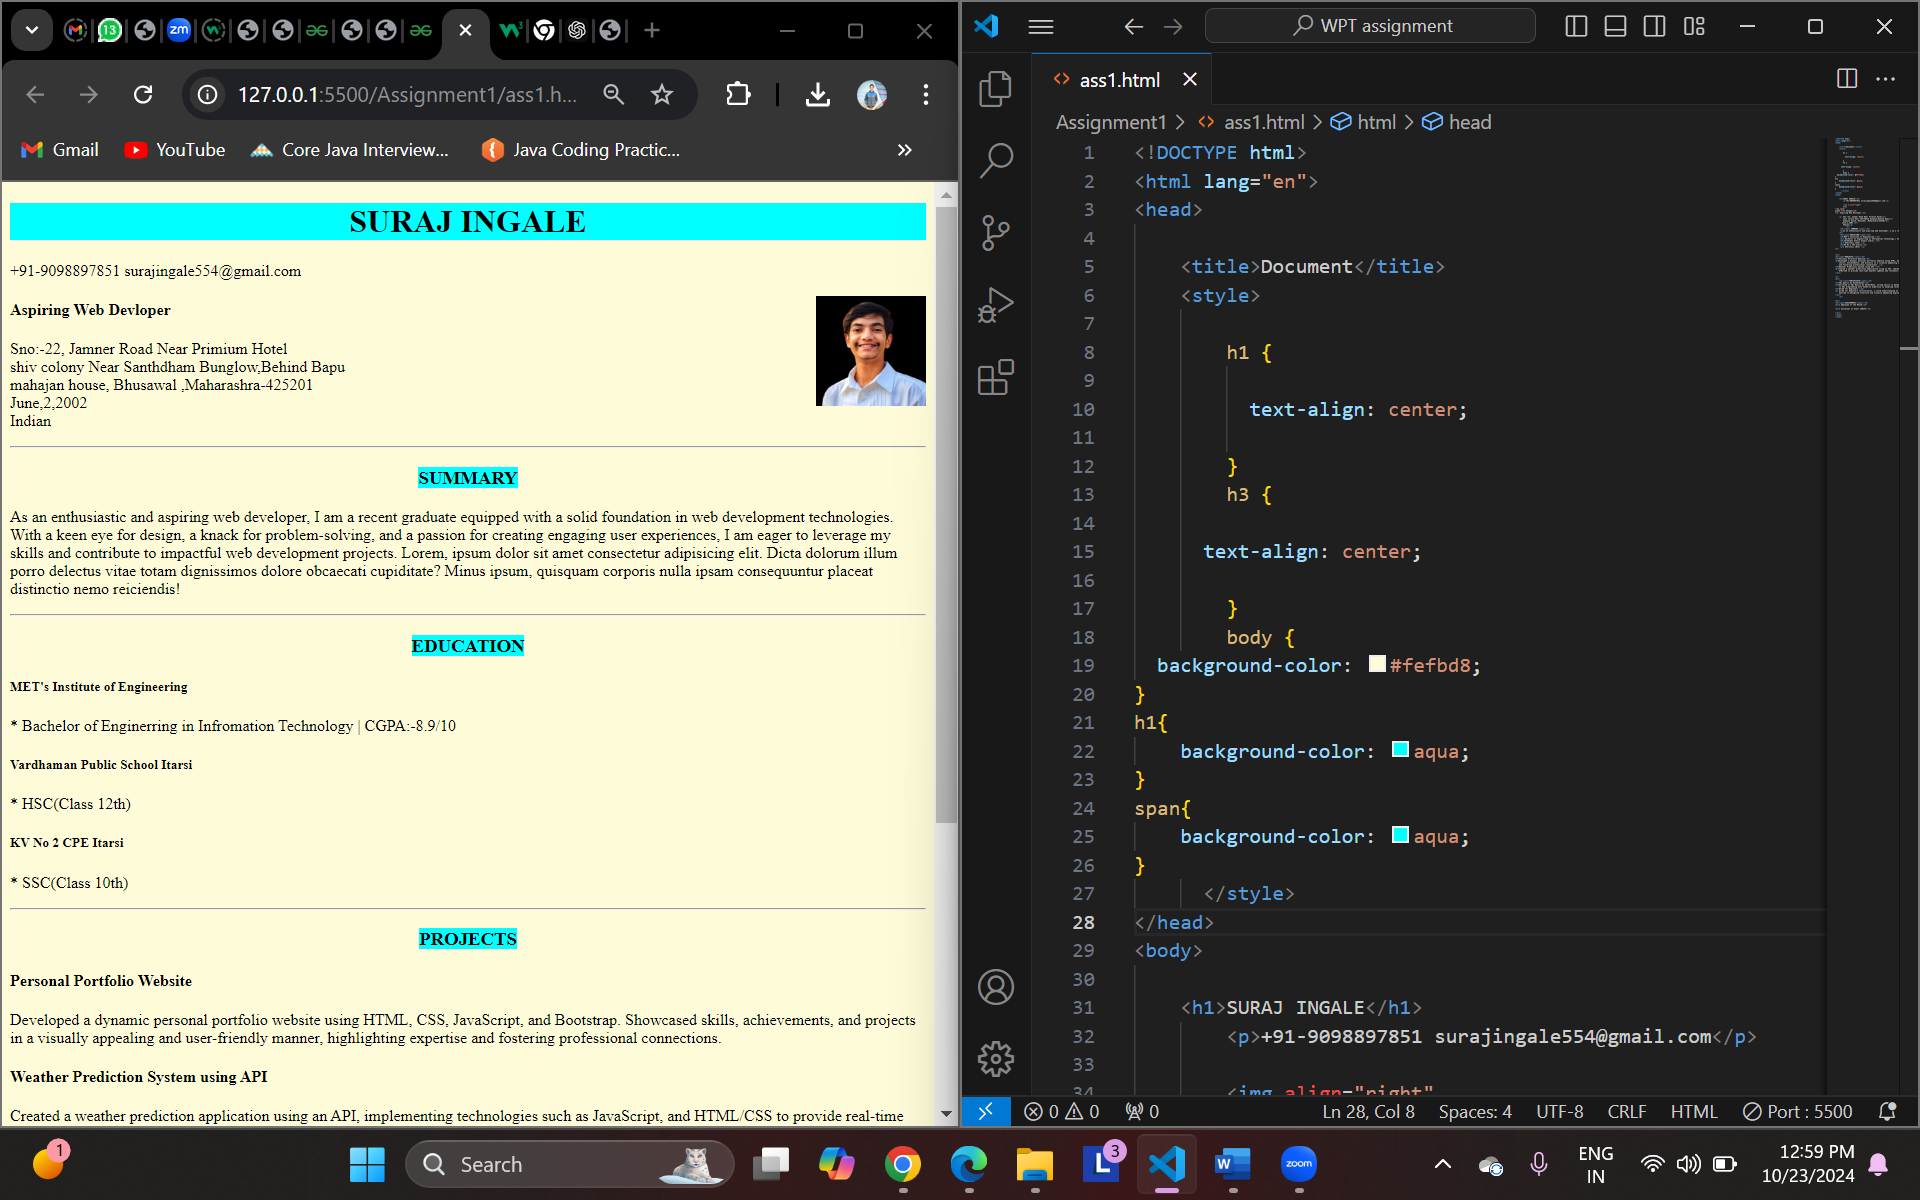 13
zm
127.0.0.1:5500/Assignment1/ass1.h...
Gmail
YouTube
Core Java Interview...
Java Coding Practic...
SURAJ INGALE
+91-9098897851 surajingale554@gmail.com
Aspiring Web Devloper
Sno:-22, Jamner Road Near Primium Hotel
shiv colony Near Santhdham Bunglow,Behind Bapu
mahajan house, Bhusawal ,Maharashra-425201
June,2,2002
Indian
SUMMARY
As an enthusiastic and aspiring web developer, I am a recent graduate equipped with a solid foundation in web development technologies.
With a keen eye for design, a knack for problem-solving, and a passion for creating engaging user experiences, I am eager to leverage my
skills and contribute to impactful web development projects. Lorem, ipsum dolor sit amet consectetur adipisicing elit. Dicta dolorum illum
porro delectus vitae totam dignissimos dolore obcaecati cupiditate? Minus ipsum, quisquam corporis nulla ipsam consequuntur placeat
distinctio nemo reiciendis!
EDUCATION
MET's Institute of Engineering
* Bachelor of Enginerring in Infromation Technology | CGPA:-8.9/10
Vardhaman Public School Itarsi
* HSC(Class 12th)
KV No 2 CPE Itarsi
* SSC(Class 10th)
PROJECTS
Personal Portfolio Website
Developed a dynamic personal portfolio website using HTML, CSS, JavaScript, and Bootstrap. Showcased skills, achievements, and projects
in a visually appealing and user-friendly manner, highlighting expertise and fostering professional connections.
Weather Prediction System using API
Created a weather prediction application using an API, implementing technologies such as JavaScript, and HTML/CSS to provide real-time
WPT assignment
ass1.html
Assignment1 > ass1.html > html > head
1 <!DOCTYPE html>
2 <html lang="en">
3 <head>
4
5 <title>Document</title>
6 <style>
7
8 h1 {
9
10 text-align: center;
11
12 }
13 h3 {
14
15 text-align: center;
16
17 }
18 body {
19 background-color: #fefbd8;
20 }
21 h1{
22 background-color: aqua;
23 }
24 span{
25 background-color: aqua;
26 }
27 </style>
28 </head>
29 <body>
30
31 <h1>SURAJ INGALE</h1>
32 <p>+91-9098897851 surajingale554@gmail.com</p>
33
34 <img align="right"
0 0 0 Ln 28, Col 8 Spaces: 4 UTF-8 CRLF HTML Port : 5500
1
Search
L
3
W
zoom
ENG
IN
12:59 PM
10/23/2024